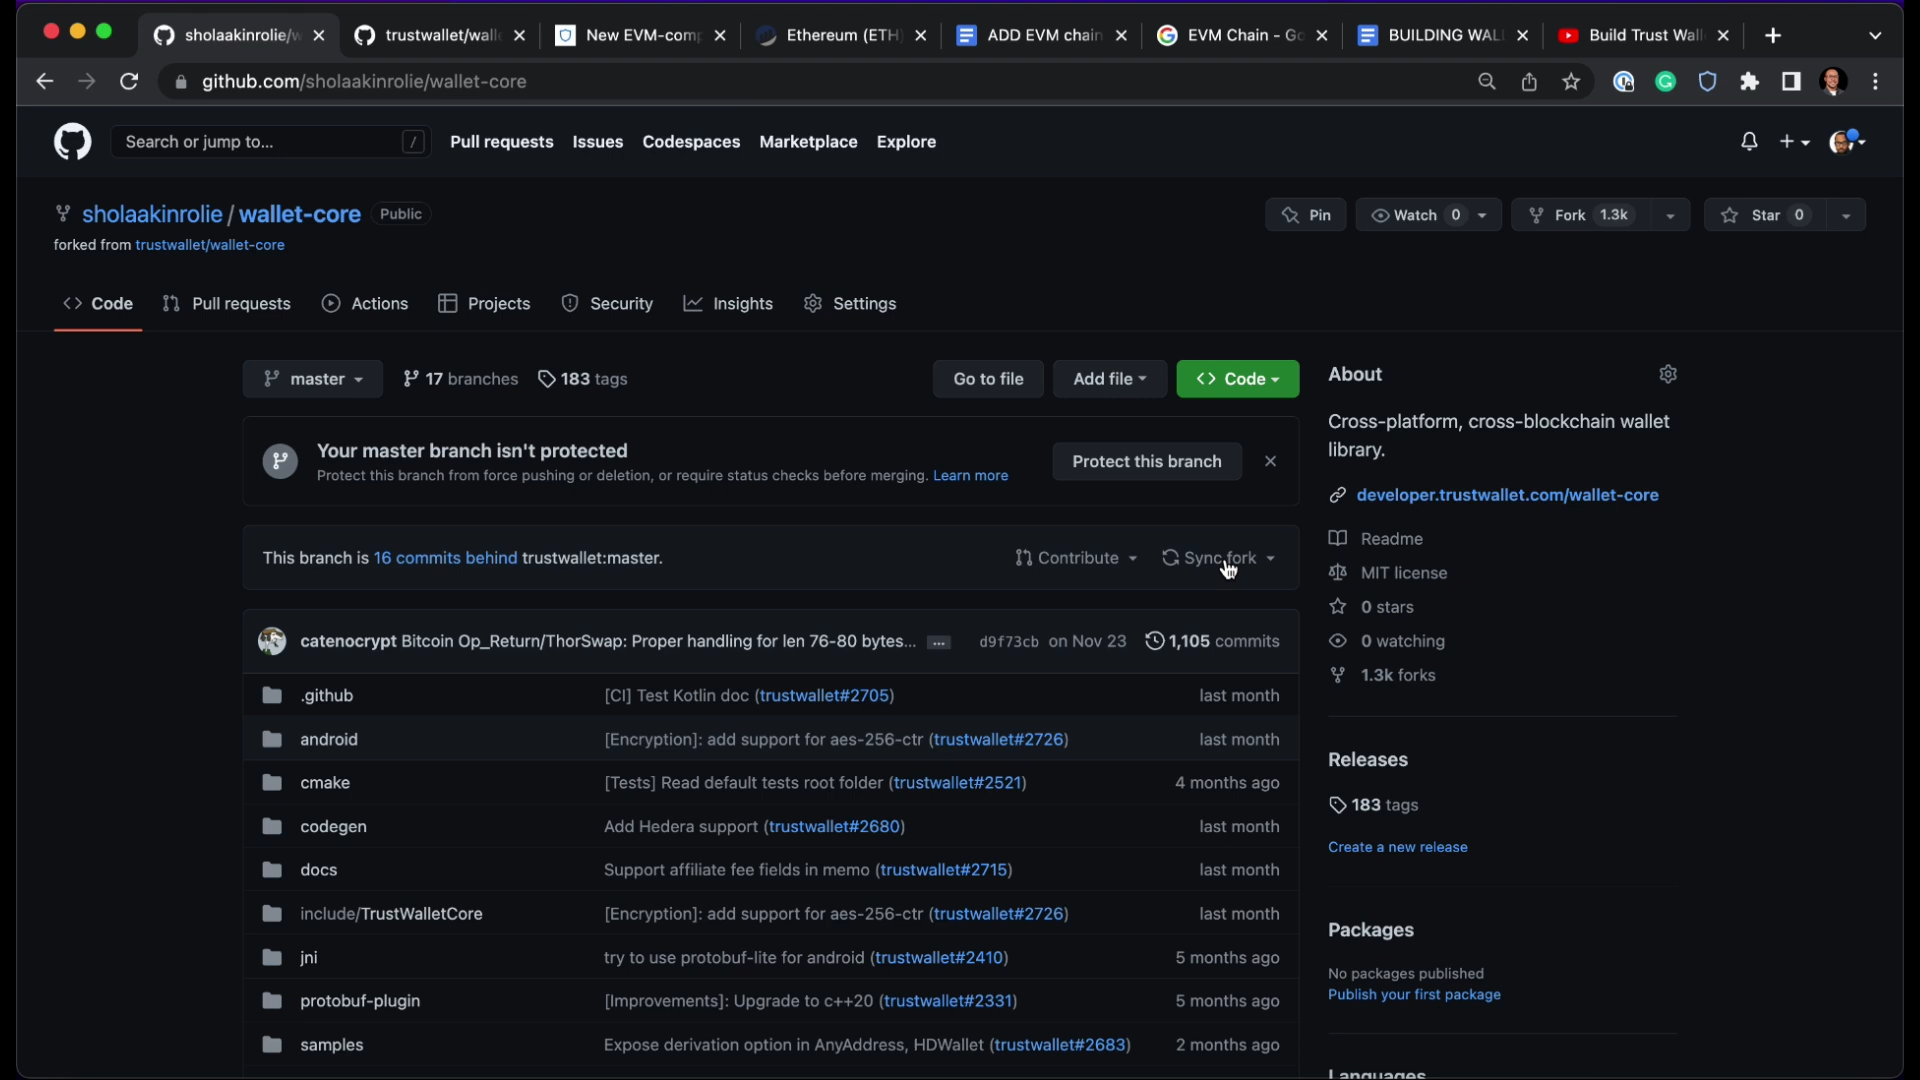 sholaakinrolie/w
trustwallet/wall
New EVM-comp
Ethereum (ETH)
ADD EVM chain
EVM Chain - Go
BUILDING WAL
Build Trust Wall
github.com/sholaakinrolie/wallet-core
Search or jump to...
/
Pull requests
Issues
Codespaces
Marketplace
Explore
sholaakinrolie / wallet-core
Public
Pin
Watch 0
Fork 1.3k
Star 0
forked from trustwallet/wallet-core
Code
Pull requests
Actions
Projects
Security
Insights
Settings
master
17 branches
183 tags
Go to file
Add file
<> Code
Your master branch isn't protected
Protect this branch from force pushing or deletion, or require status checks before merging. Learn more
Protect this branch
This branch is 16 commits behind trustwallet:master.
Contribute
Sync fork
catenocrypt Bitcoin Op_Return/ThorSwap: Proper handling for len 76-80 bytes... ...
d9f73cb on Nov 23
1,105 commits
.github
[CI] Test Kotlin doc (trustwallet#2705)
last month
android
[Encryption]: add support for aes-256-ctr (trustwallet#2726)
last month
cmake
[Tests] Read default tests root folder (trustwallet#2521)
4 months ago
codegen
Add Hedera support (trustwallet#2680)
last month
docs
Support affiliate fee fields in memo (trustwallet#2715)
last month
include/TrustWalletCore
[Encryption]: add support for aes-256-ctr (trustwallet#2726)
last month
jni
try to use protobuf-lite for android (trustwallet#2410)
5 months ago
protobuf-plugin
[Improvements]: Upgrade to c++20 (trustwallet#2331)
5 months ago
samples
Expose derivation option in AnyAddress, HDWallet (trustwallet#2683)
2 months ago
About
Cross-platform, cross-blockchain wallet
library.
developer.trustwallet.com/wallet-core
Readme
MIT license
0 stars
0 watching
1.3k forks
Releases
183 tags
Create a new release
Packages
No packages published
Publish your first package
Languages